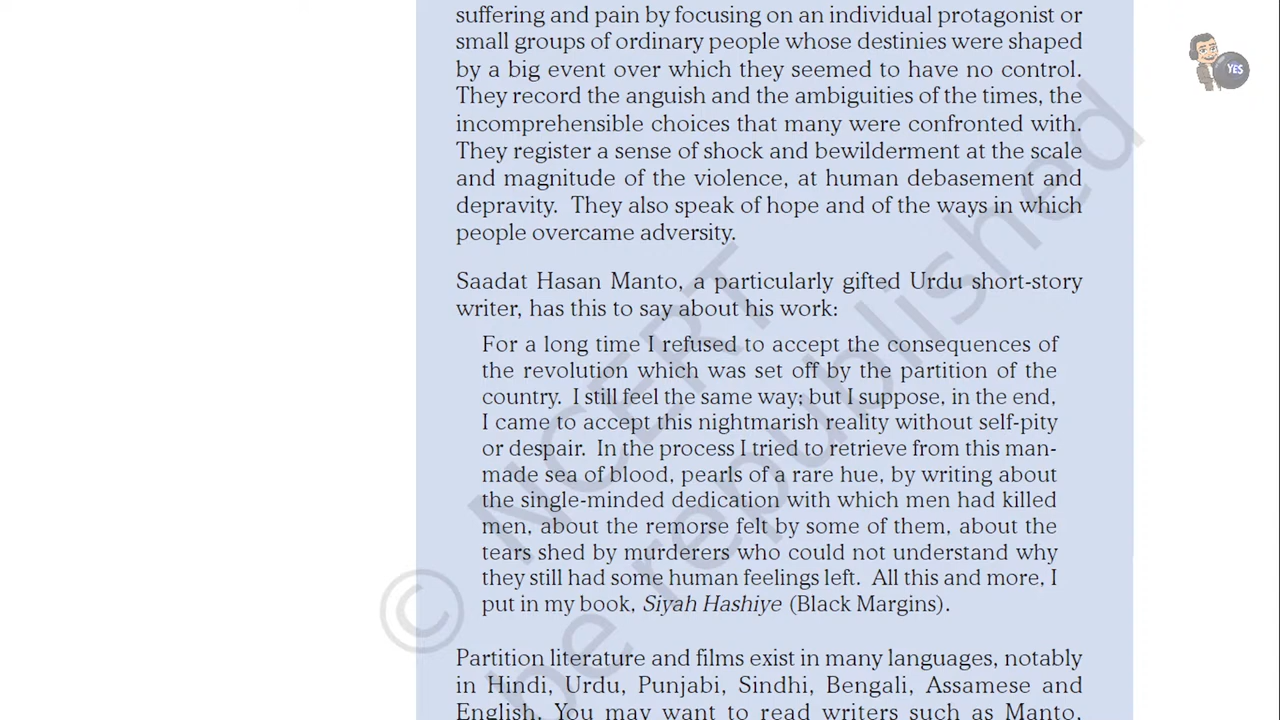 suffering and pain by focusing on an individual protagonist or
small groups of ordinary people whose destinies were shaped
by a big event over which they seemed to have no control.
They record the anguish and the ambiguities of the times, the
incomprehensible choices that many were confronted with.
They register a sense of shock and bewilderment at the scale
and magnitude of the violence, at human debasement and
depravity. They also speak of hope and of the ways in which
people overcame adversity.
Saadat Hasan Manto, a particularly gifted Urdu short-story
writer, has this to say about his work:
For a long time I refused to accept the consequences of
the revolution which was set off by the partition of the
country. I still feel the same way; but I suppose, in the end,
I came to accept this nightmarish reality without self-pity
or despair. In the process I tried to retrieve from this man-
made sea of blood, pearls of a rare hue, by writing about
the single-minded dedication with which men had killed
men, about the remorse felt by some of them, about the
tears shed by murderers who could not understand why
they still had some human feelings left. All this and more, I
put in my book, Siyah Hashiye (Black Margins).
Partition literature and films exist in many languages, notably
in Hindi, Urdu, Punjabi, Sindhi, Bengali, Assamese and
English. You may want to read writers such as Manto,
YES
© NCERT
be republished